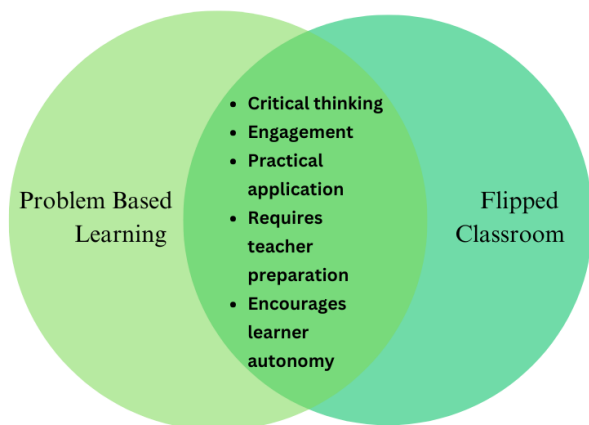 Problem Based
Learning
• Critical thinking
• Engagement
• Practical
application
• Requires
teacher
preparation
• Encourages
learner
autonomy
Flipped
Classroom